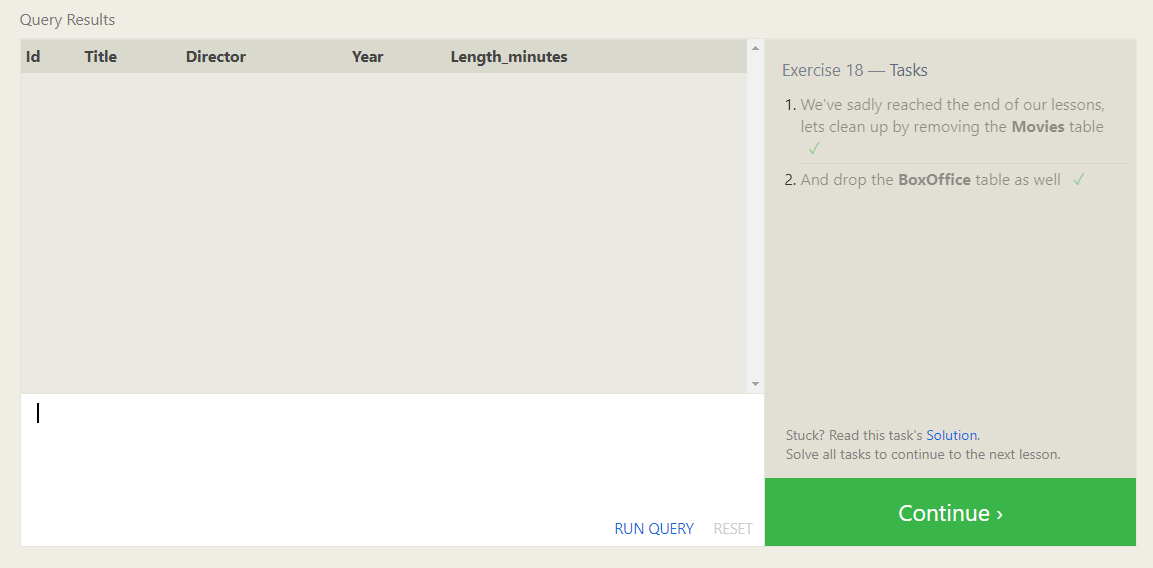 Query Results
Id Title Director Year Length_minutes
Exercise 18 — Tasks
1. We've sadly reached the end of our lessons,
lets clean up by removing the Movies table
✓
2. And drop the BoxOffice table as well ✓
Stuck? Read this task's Solution.
Solve all tasks to continue to the next lesson.
RUN QUERY RESET
Continue ›